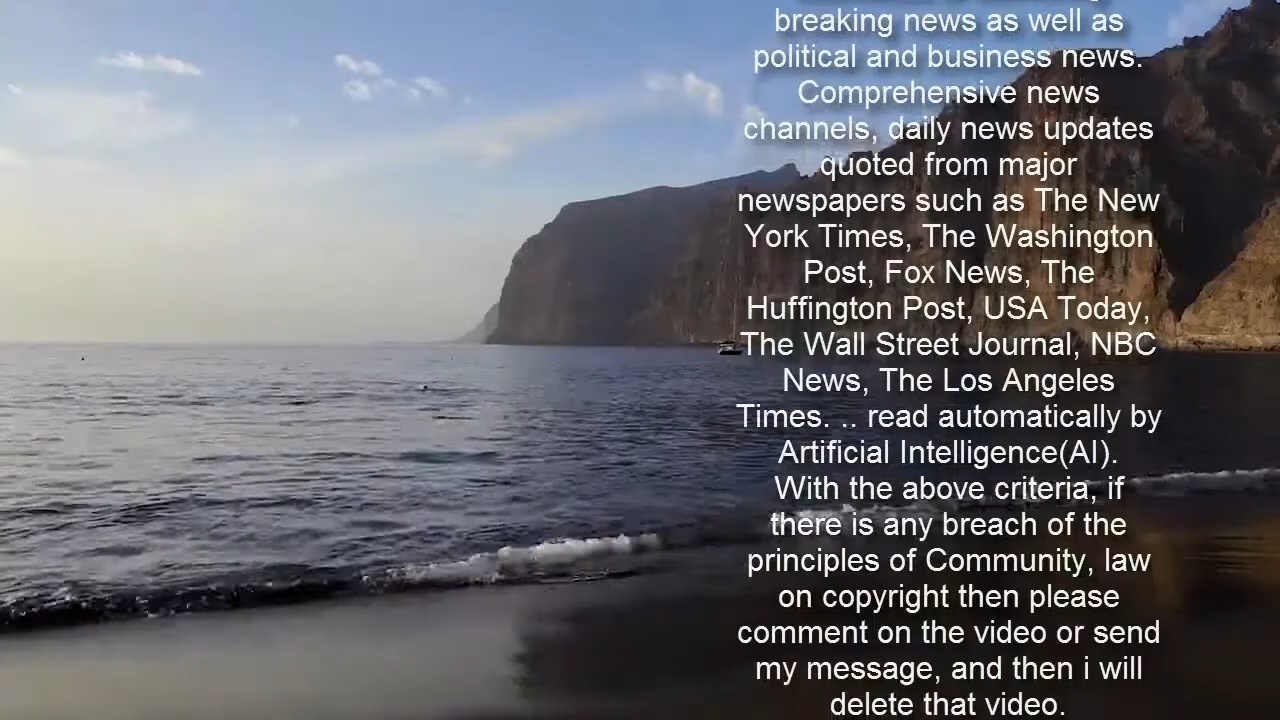 breaking news as well as
political and business news.
Comprehensive news
channels, daily news updates
quoted from major
newspapers such as The New
York Times, The Washington
Post, Fox News, The
Huffington Post, USA Today,
The Wall Street Journal, NBC
News, The Los Angeles
Times. .. read automatically by
Artificial Intelligence(AI).
With the above criteria, if
there is any breach of the
principles of Community, law
on copyright then please
comment on the video or send
my message, and then i will
delete that video.